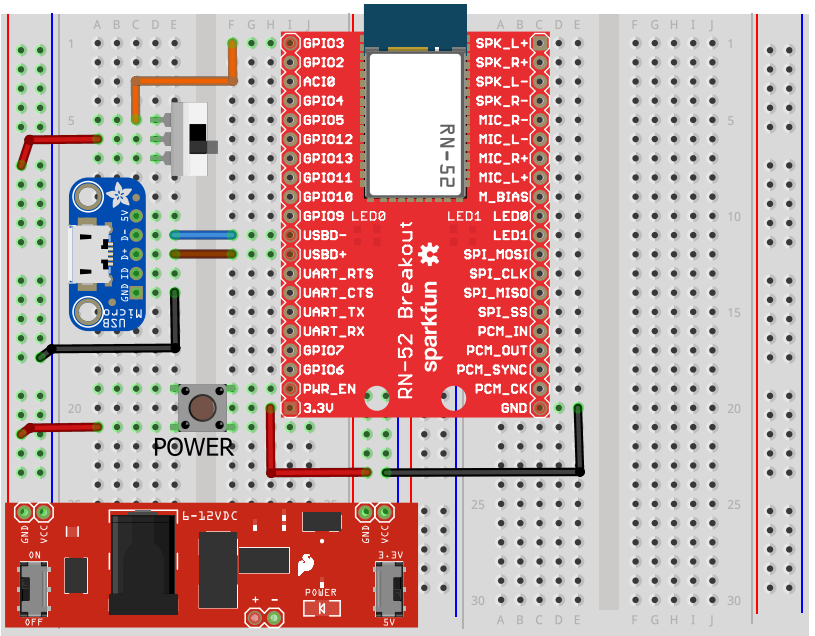 A B C D E F G H I J A B C D E F G H I J
1 1
5 5
10
15
20 20
25 25
30 30
A B C D E F G H I J
GPIO3
GPIO2
ACI0
GPIO4
GPIO5
GPIO12
GPIO13
GPIO11
GPIO10
GPIO9
USBD-
USBD+
UART_RTS
UART_CTS
UART_TX
UART_RX
GPIO7
GPIO6
PWR_EN
3.3V
SPK_L+
SPK_R+
SPK_L-
SPK_R-
MIC_R-
MIC_L-
MIC_R+
MIC_L+
M_BIAS
LED0
LED1
SPI_MOSI
SPI_CLK
SPI_MISO
SPI_SS
PCM_IN
PCM_OUT
PCM_SYNC
PCM_CK
GND
RN-52
LED0 LED1
RN-52 Breakout
sparkfun
5V
D-
D+
ID
GND
USB
Micro
POWER
6-12VDC
GND VCC
GND VCC
ON
OFF
3.3V
5V
POWER
+ -